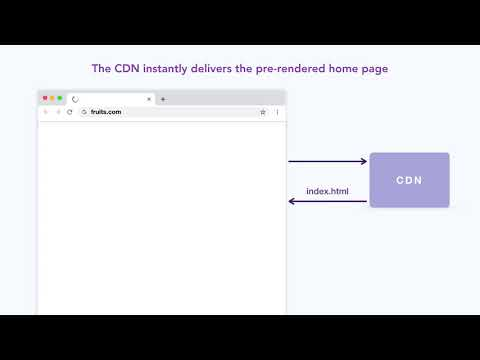 The CDN instantly delivers the pre-rendered home page
fruits.com
CDN
index.html